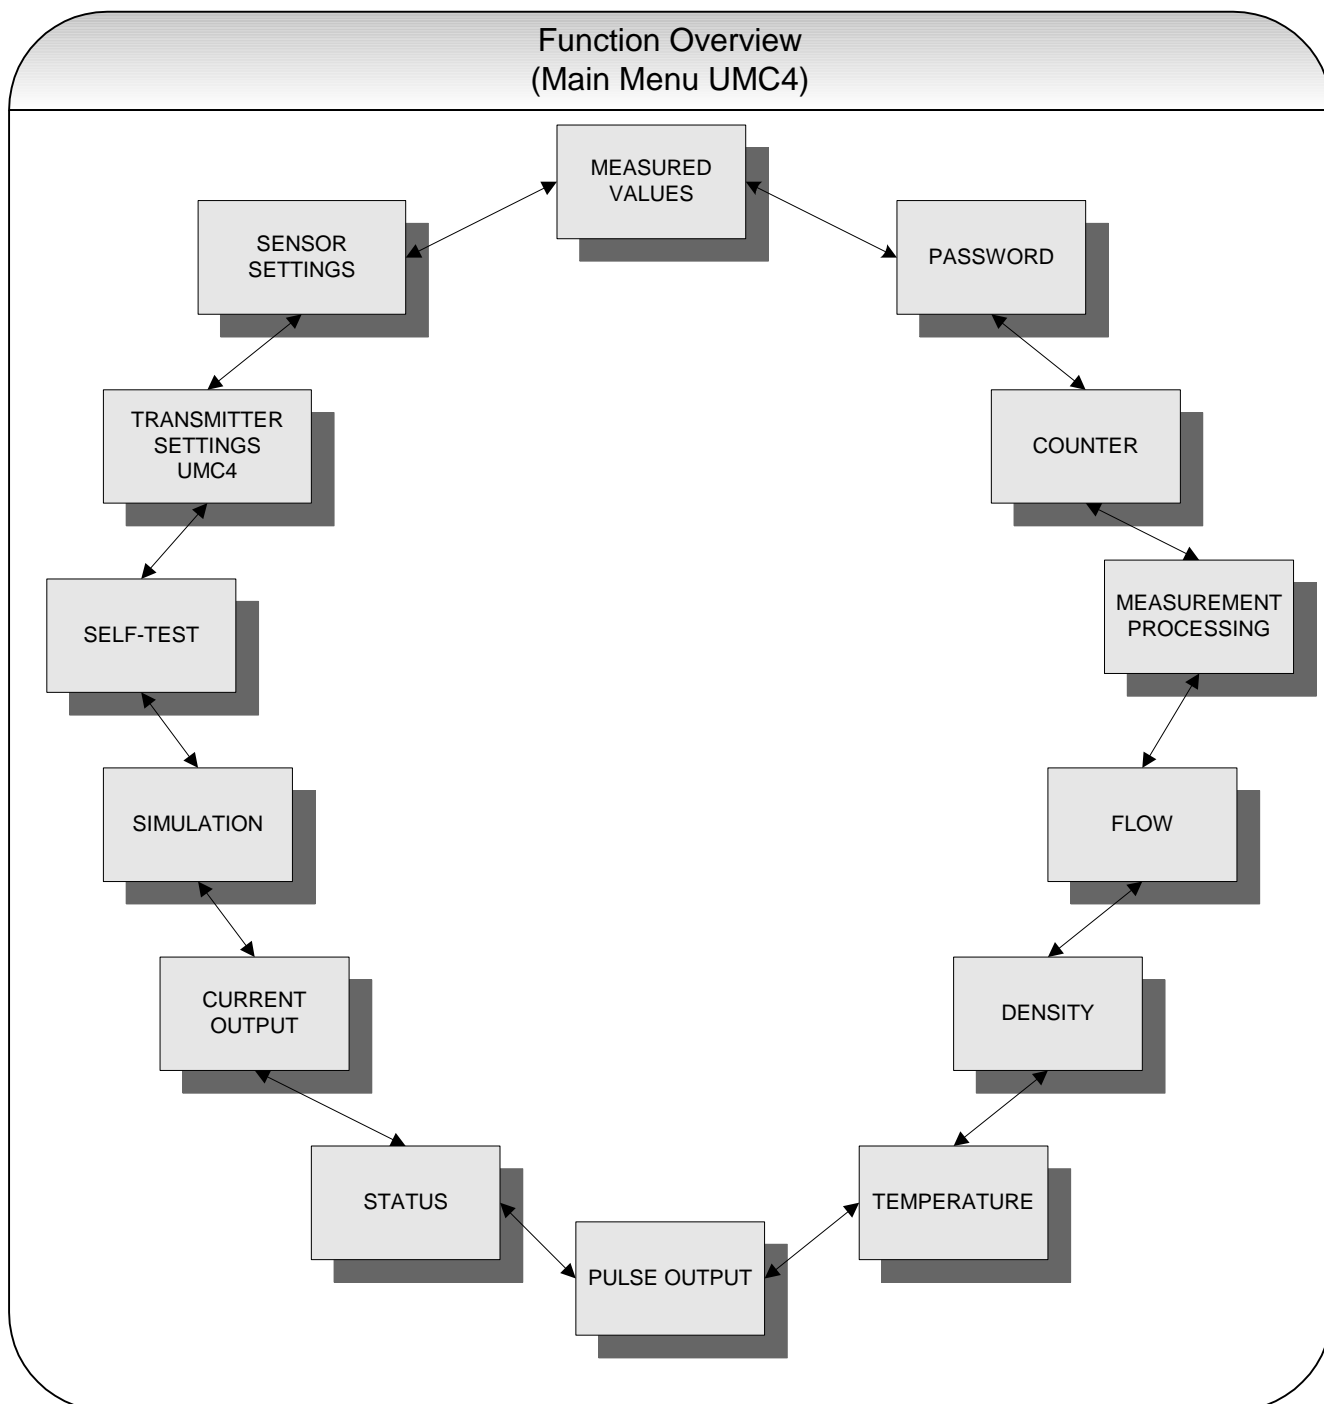 Function Overview
(Main Menu UMC4)
MEASURED
VALUES
SENSOR
SETTINGS
PASSWORD
TRANSMITTER
SETTINGS
UMC4
COUNTER
MEASUREMENT
PROCESSING
SELF-TEST
SIMULATION
FLOW
CURRENT
OUTPUT
DENSITY
STATUS
TEMPERATURE
PULSE OUTPUT